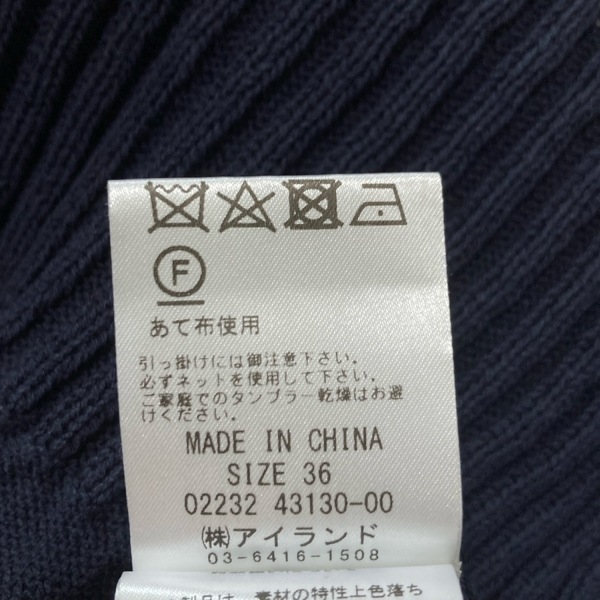 F
あて布使用
引っ掛けには御注意下さい。
必ずネットを使用して下さい。
ご家庭でのタンブラー乾燥はお避
けください。
MADE IN CHINA
SIZE 36
02232 43130-00
㈱アイランド
03-6416-1508
製品は、素材の特性上色落ち